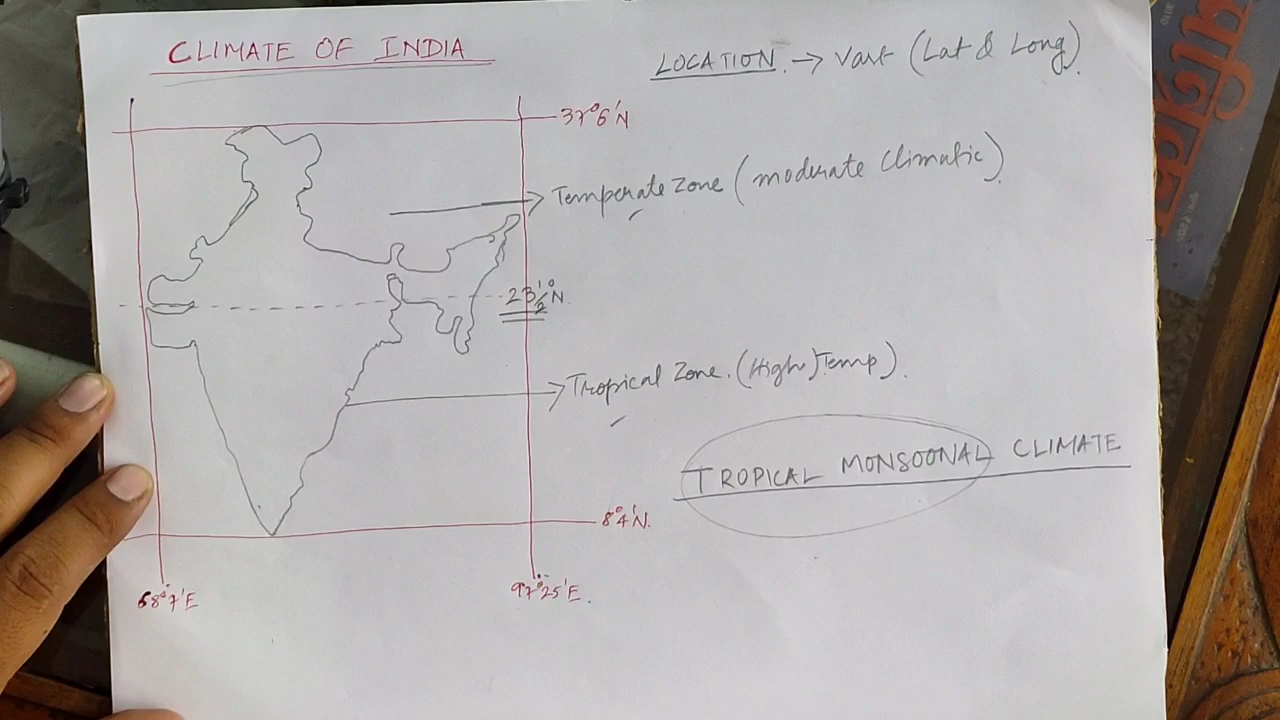 CLIMATE OF INDIA
LOCATION. → Vast (Lat & Long).
37°6'N
Temperate Zone (moderate Climatic).
23½°N
Tropical Zone. (High Temp).
TROPICAL MONSOONAL CLIMATE
8°4'N.
68°7'E
97°25'E.